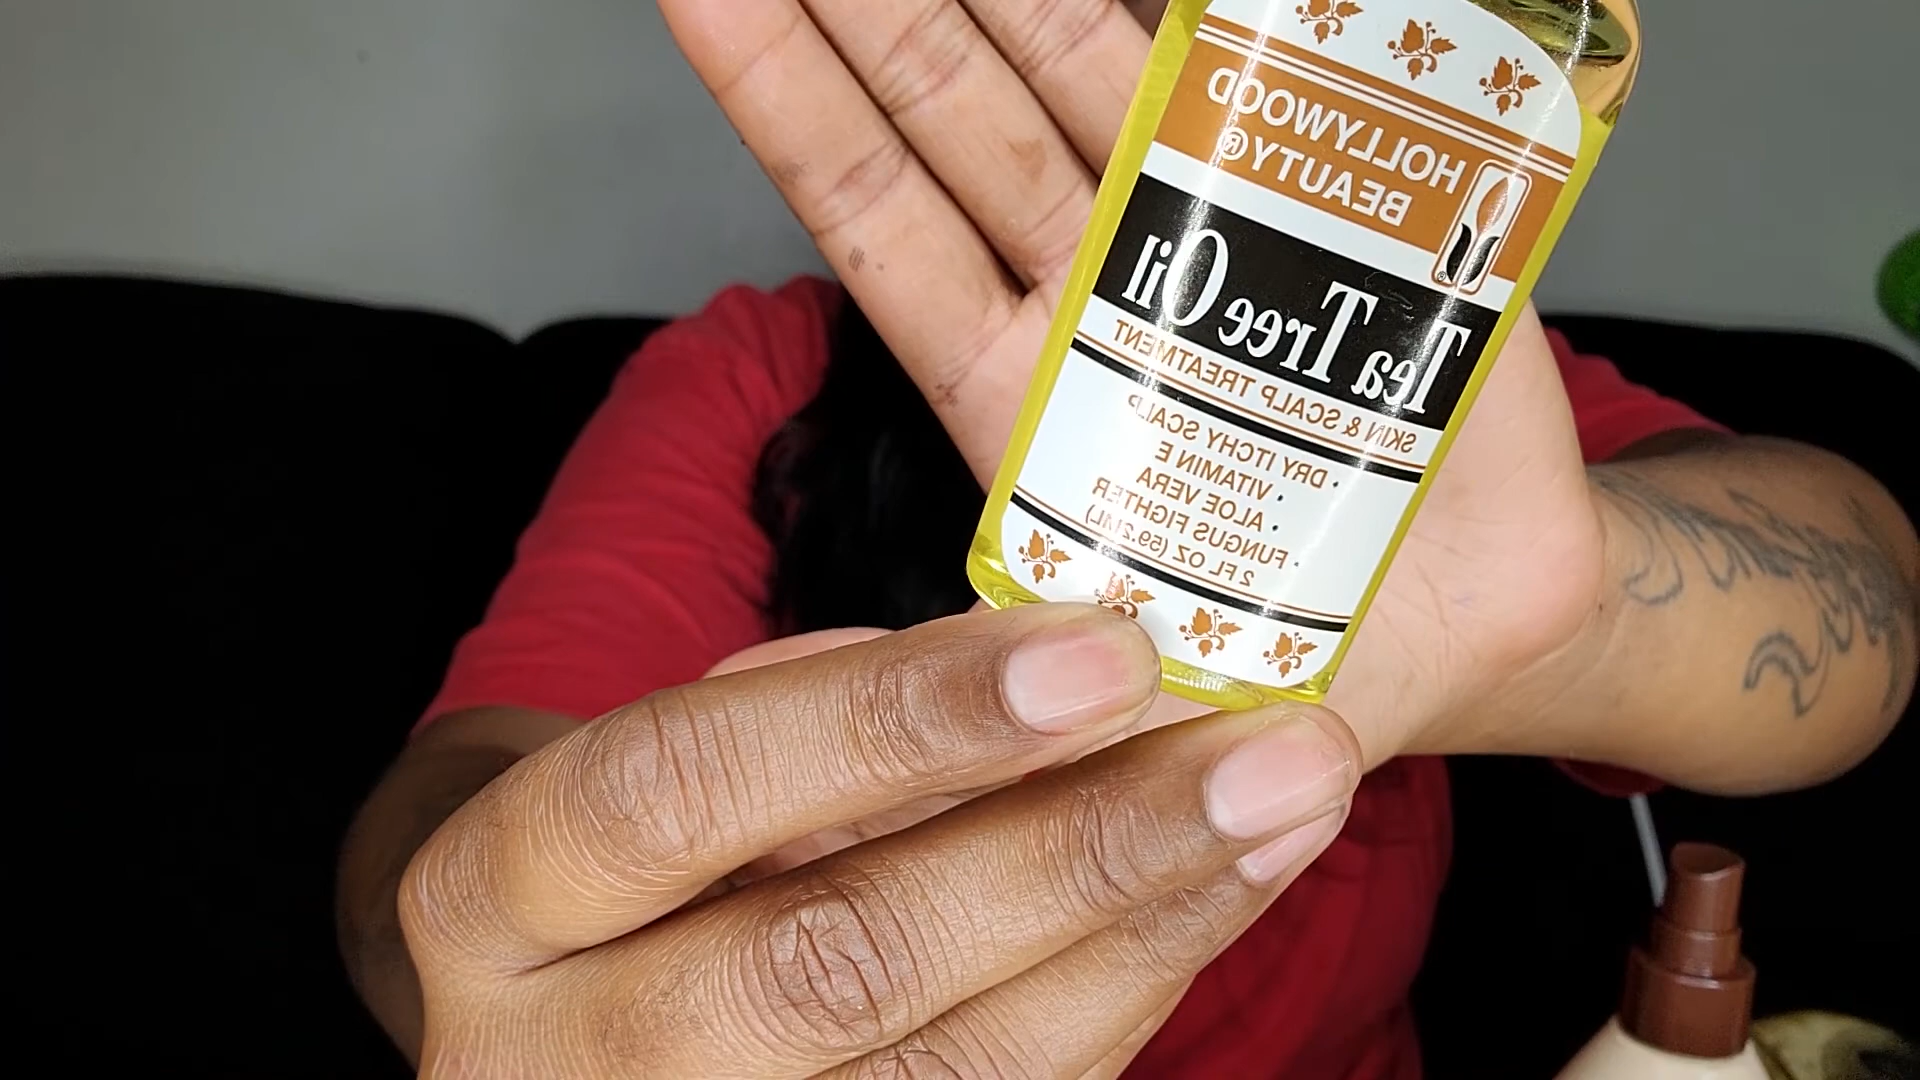 HOLLYWOOD
BEAUTY®
Tea Tree Oil
SKIN & SCALP TREATMENT
• DRY ITCHY SCALP
• VITAMIN E
• ALOE VERA
• FUNGUS FIGHTER
2 FL OZ (59.2ML)